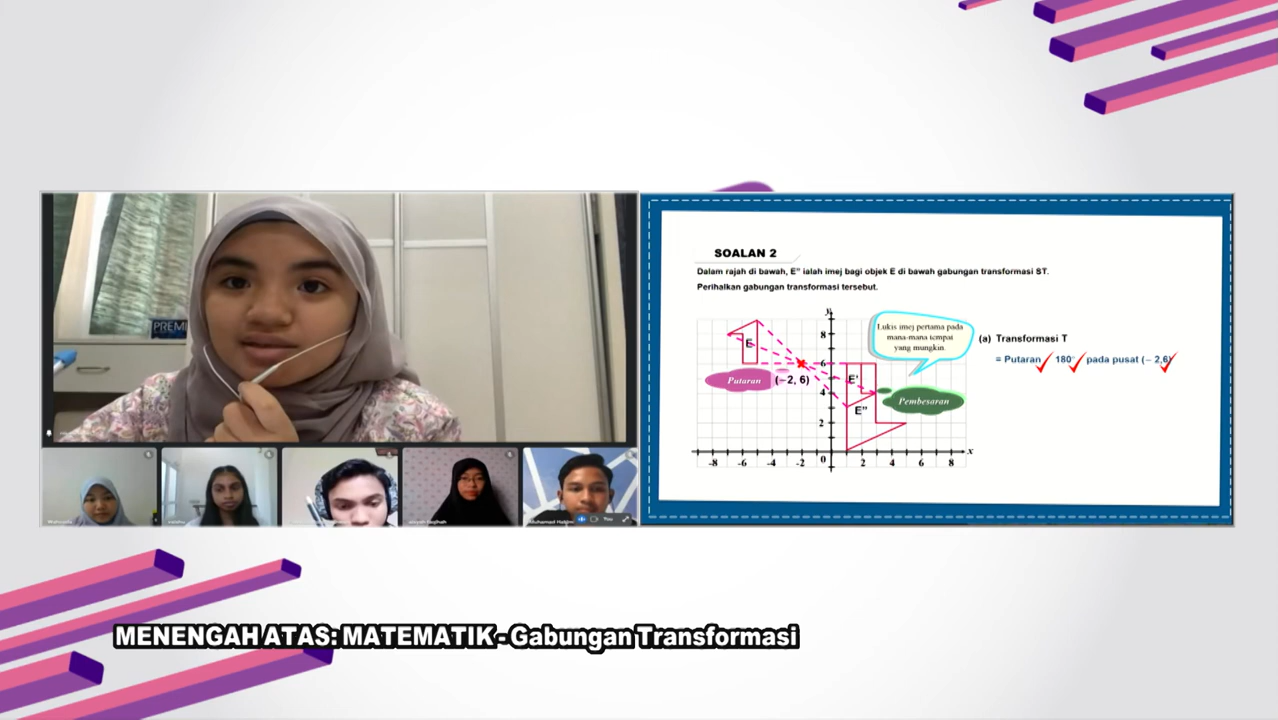 PREMI
SOALAN 2
Dalam rajah di bawah, E" ialah imej bagi objek E di bawah gabungan transformasi ST.
Perihalkan gabungan transformasi tersebut.
y
8
6
4
2
0
-8 -6 -4 -2 2 4 6 8 x
E
E'
E"
Putaran
(−2, 6)
Pembesaran
Lukis imej pertama pada
mana-mana tempat
yang mungkin
(a) Transformasi T
= Putaran 180° pada pusat (− 2,6)
Muhamad Hakim
You
MENENGAH ATAS: MATEMATIK - Gabungan Transformasi